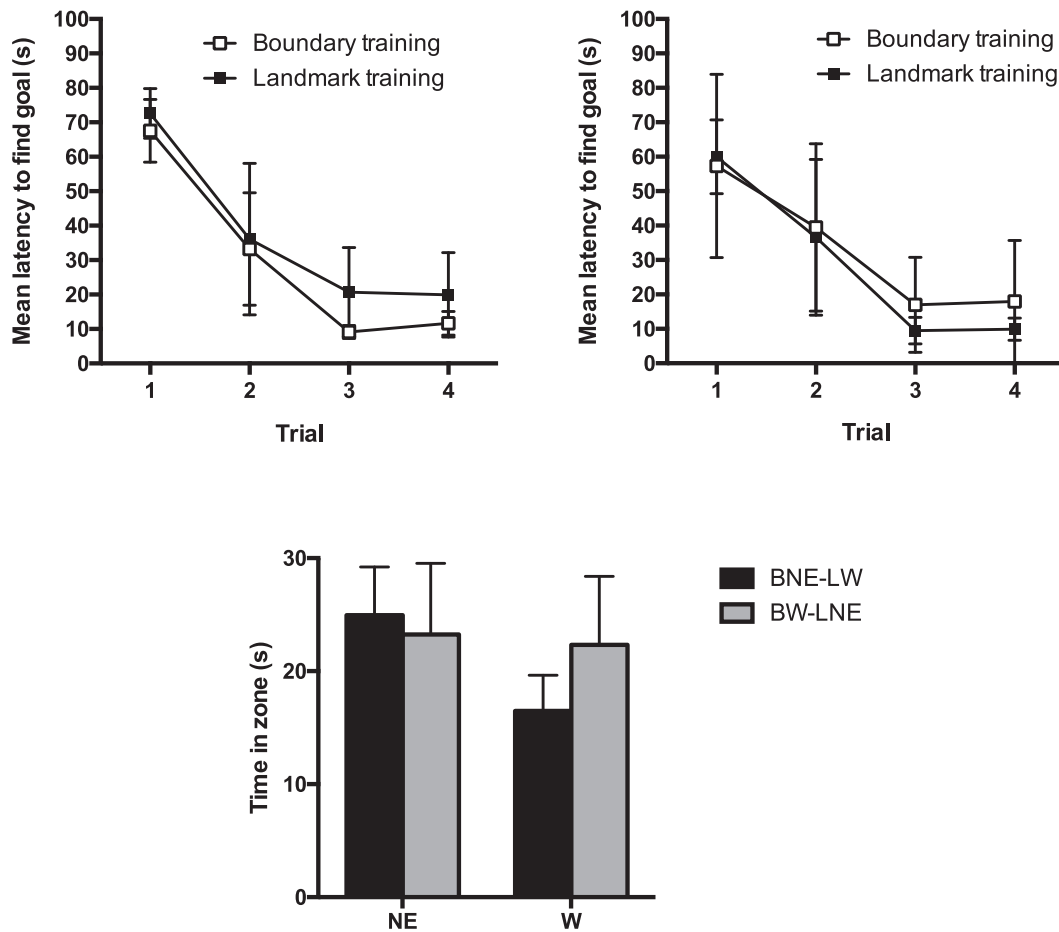 Mean latency to find goal (s)
100
90
80
70
60
50
40
30
20
10
0
Boundary training
Landmark training
1 2 3 4
Trial
Mean latency to find goal (s)
100
90
80
70
60
50
40
30
20
10
0
Boundary training
Landmark training
1 2 3 4
Trial
Time in zone (s)
30
20
10
0
NE W
BNE-LW
BW-LNE